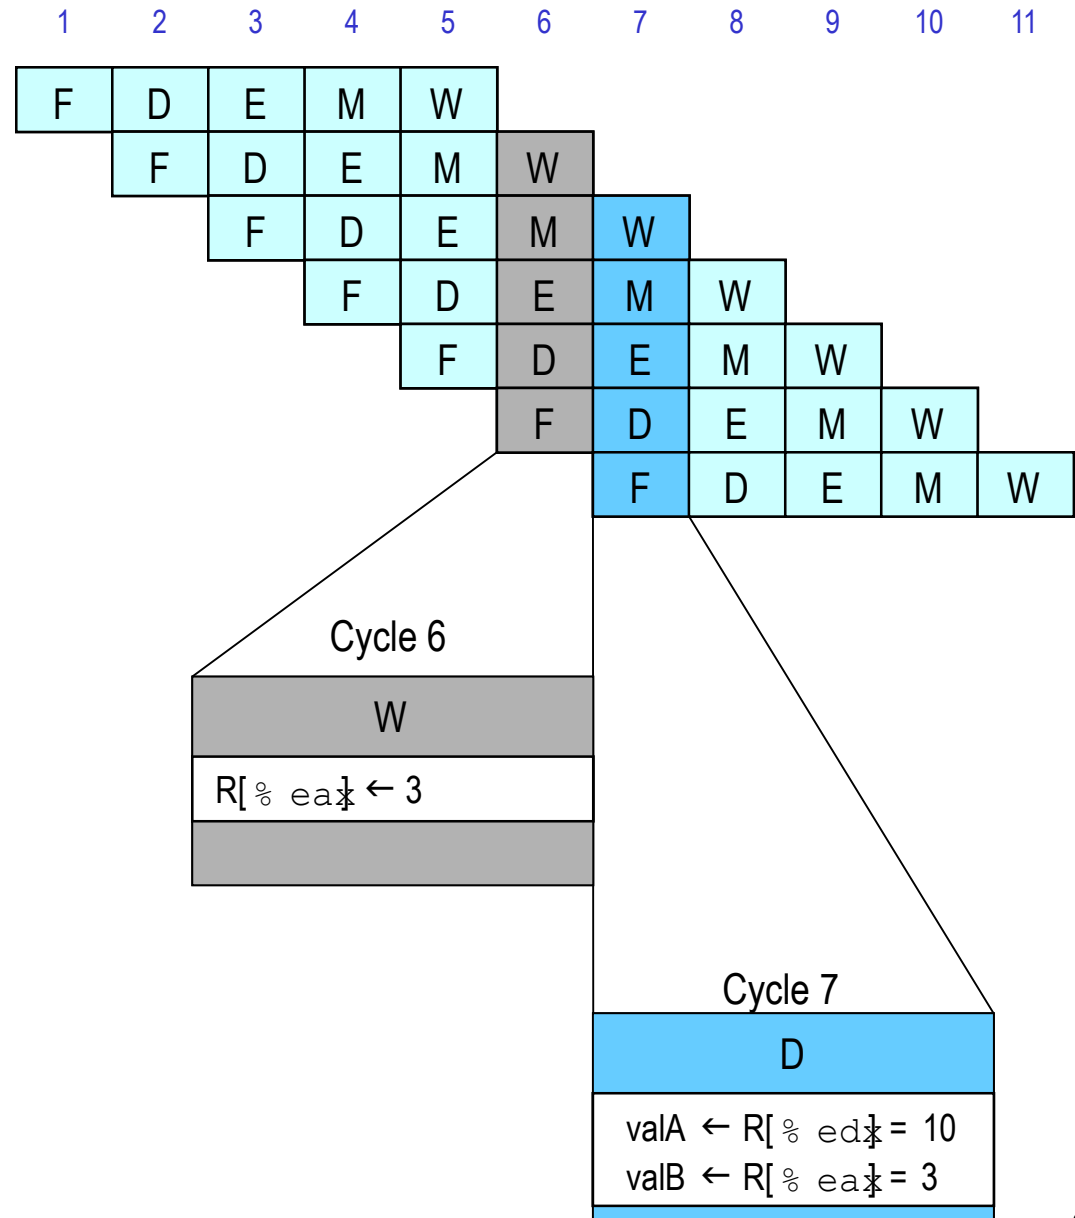 1 2 3 4 5 6 7 8 9 10 11
F D E M W
F D E M W
F D E M W
F D E M W
F D E M W
F D E M W
F D E M W
Cycle 6
W
R[% eax] ← 3
Cycle 7
D
valA ← R[% edx] = 10
valB ← R[% eax] = 3